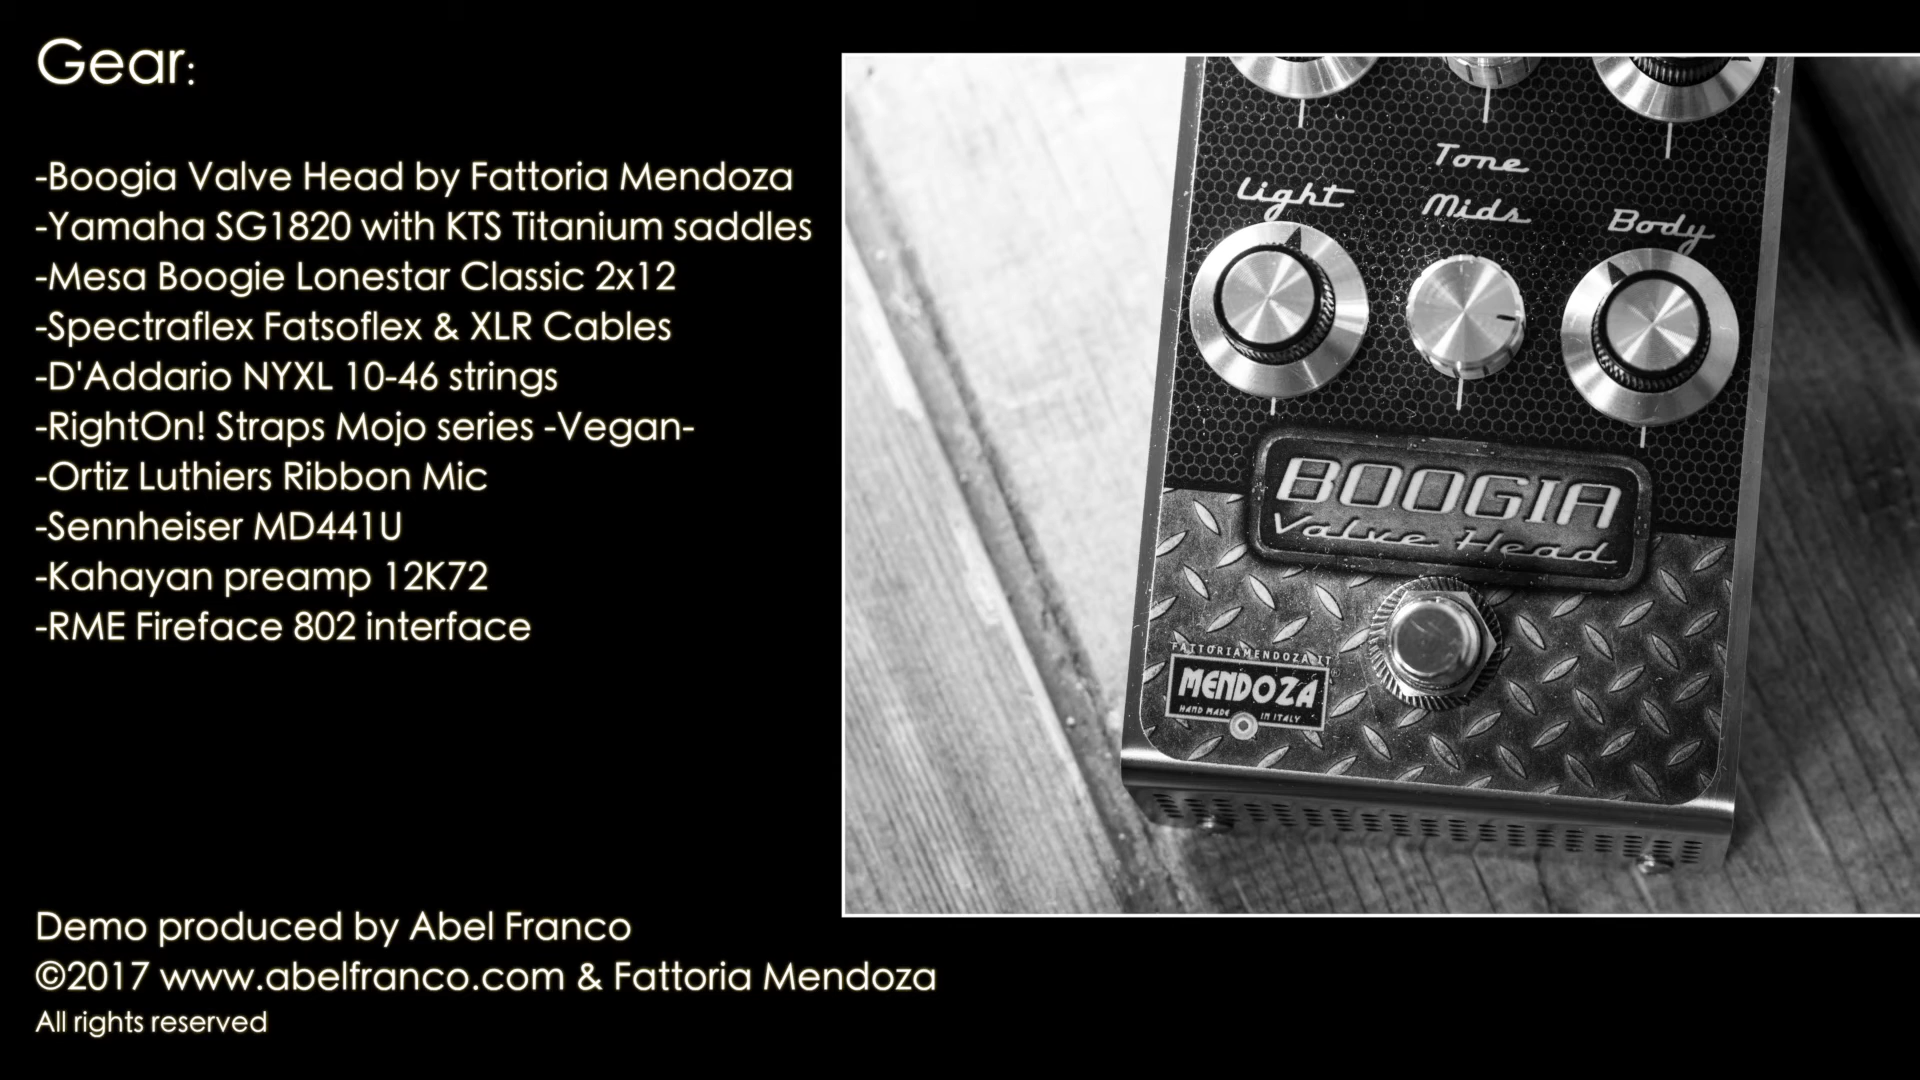 Gear:
-Boogia Valve Head by Fattoria Mendoza
-Yamaha SG1820 with KTS Titanium saddles
-Mesa Boogie Lonestar Classic 2x12
-Spectraflex Fatsoflex & XLR Cables
-D'Addario NYXL 10-46 strings
-RightOn! Straps Mojo series -Vegan-
-Ortiz Luthiers Ribbon Mic
-Sennheiser MD441U
-Kahayan preamp 12K72
-RME Fireface 802 interface
Demo produced by Abel Franco
©2017 www.abelfranco.com & Fattoria Mendoza
All rights reserved
Tone
Light
Mids
Body
BOOGIA
Valve Head
FATTORIAMENDOZA.IT
MENDOZA
HAND MADE IN ITALY